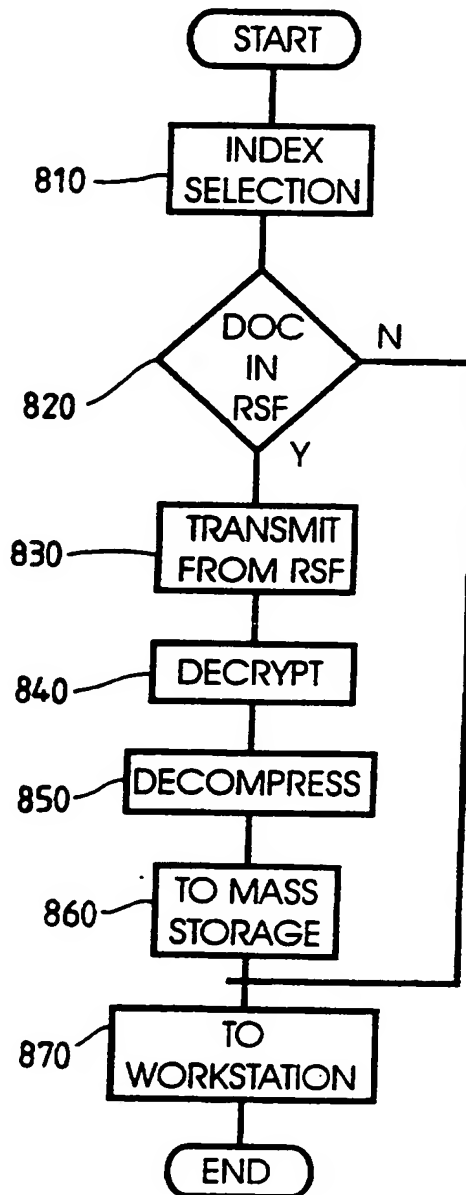 START
810
INDEX
SELECTION
820
DOC
IN
RSF
N
Y
830
TRANSMIT
FROM RSF
840
DECRYPT
850
DECOMPRESS
860
TO MASS
STORAGE
870
TO
WORKSTATION
END